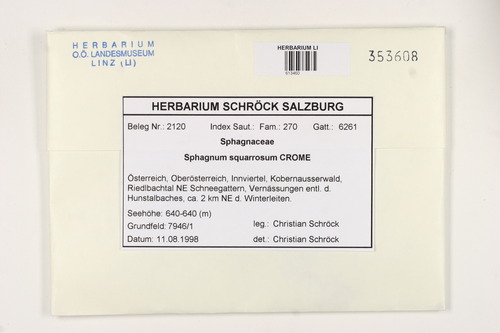 HERBARIUM
O.Ö. LANDESMUSEUM
LINZ (LI)
HERBARIUM LI
353608
HERBARIUM SCHRÖCK SALZBURG
Beleg Nr.: 2120 Index Saut.: Fam.: 270 Gatt.: 6261
Sphagnaceae
Sphagnum squarrosum CROME
Österreich, Oberösterreich, Innviertel, Kobernausserwald,
Riedlbachtal NE Schneegattern, Vernässungen entl. d.
Hunstalbaches, ca. 2 km NE d. Winterleiten.
Seehöhe: 640-640 (m)
Grundfeld: 7946/1 leg.: Christian Schröck
Datum: 11.08.1998 det.: Christian Schröck